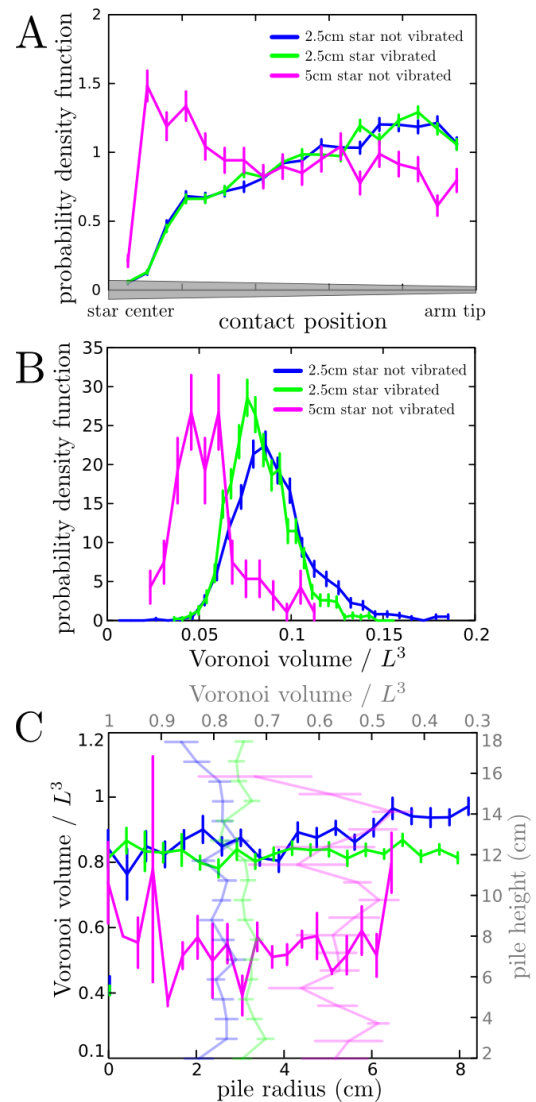 A
probability density function
2
1.5
1
0.5
0
2.5cm star not vibrated
2.5cm star vibrated
5cm star not vibrated
star center
contact position
arm tip
B
probability density function
35
30
25
20
15
10
5
0
2.5cm star not vibrated
2.5cm star vibrated
5cm star not vibrated
0 0.05 0.1 0.15 0.2
Voronoi volume / L³
Voronoi volume / L³
C
1 0.9 0.8 0.7 0.6 0.5 0.4 0.3
Voronoi volume / L³
1.2
1
0.8
0.6
0.4
0.1
18
16
14
12
10
8
6
4
2
pile height (cm)
0 2 4 6 8
pile radius (cm)